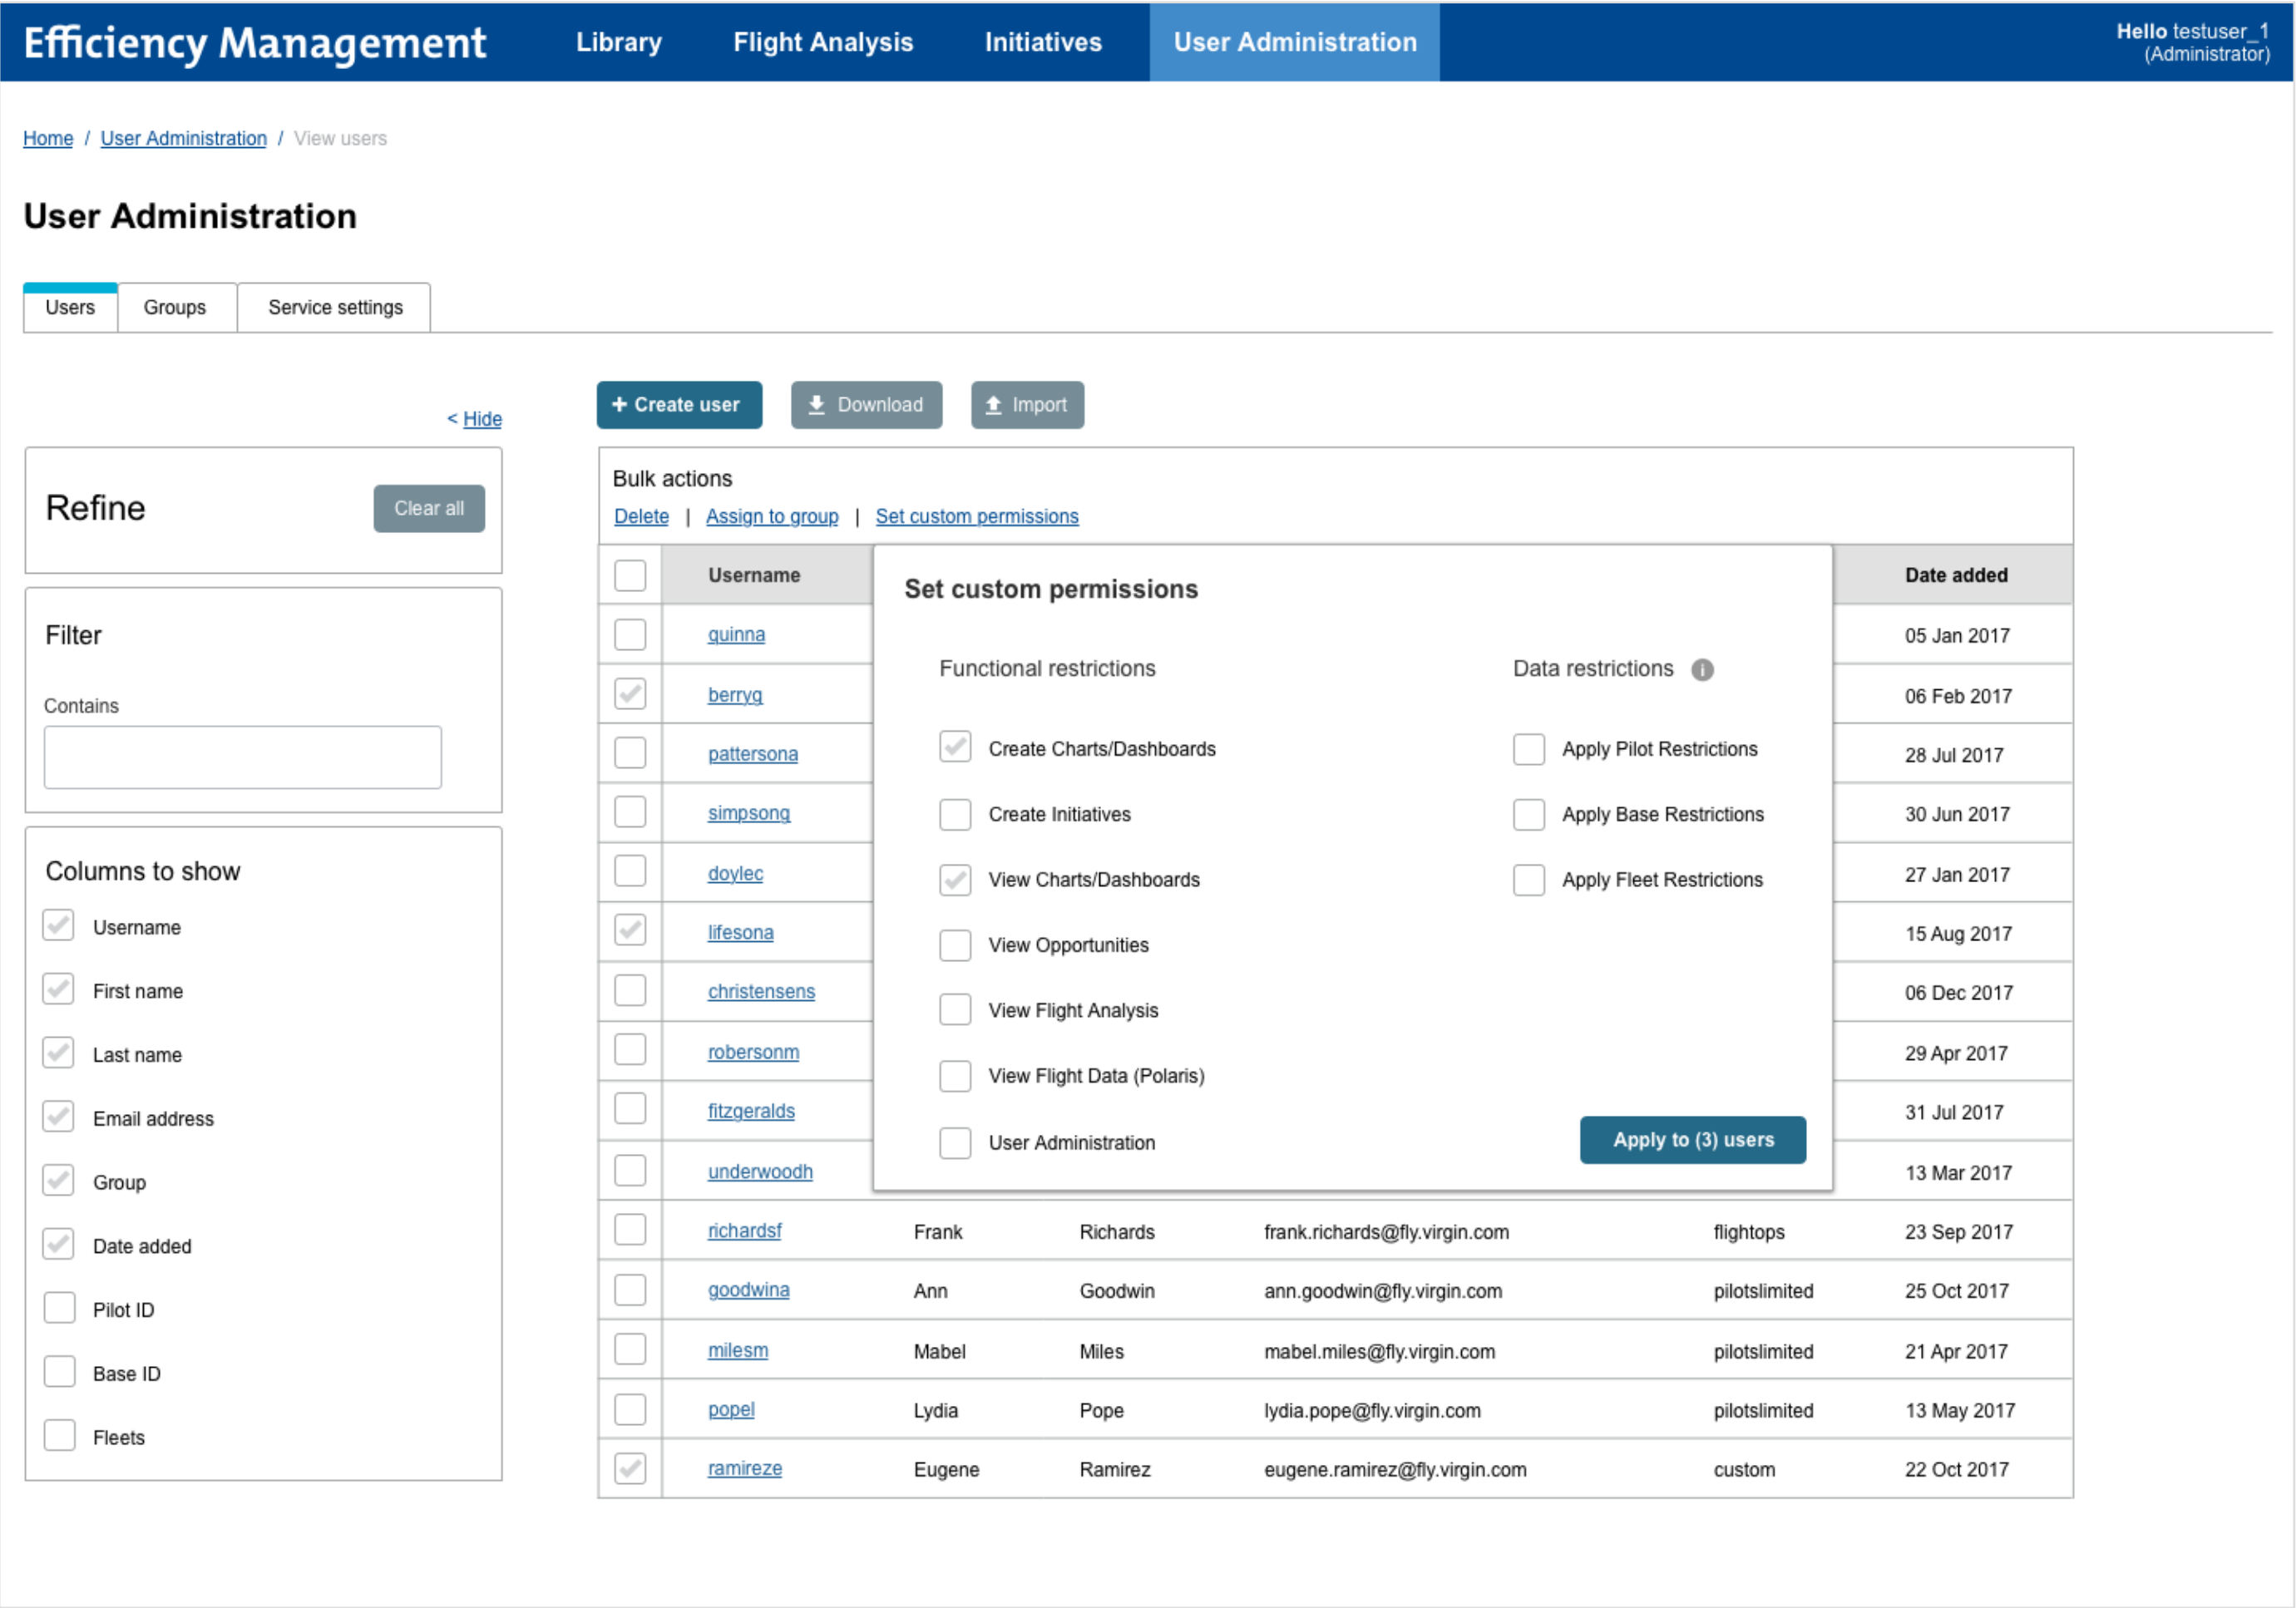 Efficiency Management
Library
Flight Analysis
Initiatives
User Administration
Hello testuser_1
(Administrator)
Home / User Administration / View users
User Administration
Users
Groups
Service settings
< Hide
Refine
Clear all
Filter
Contains
Columns to show
Username
First name
Last name
Email address
Group
Date added
Pilot ID
Base ID
Fleets
+ Create user
Download
Import
Bulk actions
Delete | Assign to group | Set custom permissions
Username Date added
quinna 05 Jan 2017
berryg 06 Feb 2017
pattersona 28 Jul 2017
simpsong 30 Jun 2017
doylec 27 Jan 2017
lifesona 15 Aug 2017
christensens 06 Dec 2017
robersonm 29 Apr 2017
fitzgeralds 31 Jul 2017
underwoodh 13 Mar 2017
richardsf Frank Richards frank.richards@fly.virgin.com flightops 23 Sep 2017
goodwina Ann Goodwin ann.goodwin@fly.virgin.com pilotslimited 25 Oct 2017
milesm Mabel Miles mabel.miles@fly.virgin.com pilotslimited 21 Apr 2017
popel Lydia Pope lydia.pope@fly.virgin.com pilotslimited 13 May 2017
ramireze Eugene Ramirez eugene.ramirez@fly.virgin.com custom 22 Oct 2017
Set custom permissions
Functional restrictions
Create Charts/Dashboards
Create Initiatives
View Charts/Dashboards
View Opportunities
View Flight Analysis
View Flight Data (Polaris)
User Administration
Data restrictions i
Apply Pilot Restrictions
Apply Base Restrictions
Apply Fleet Restrictions
Apply to (3) users